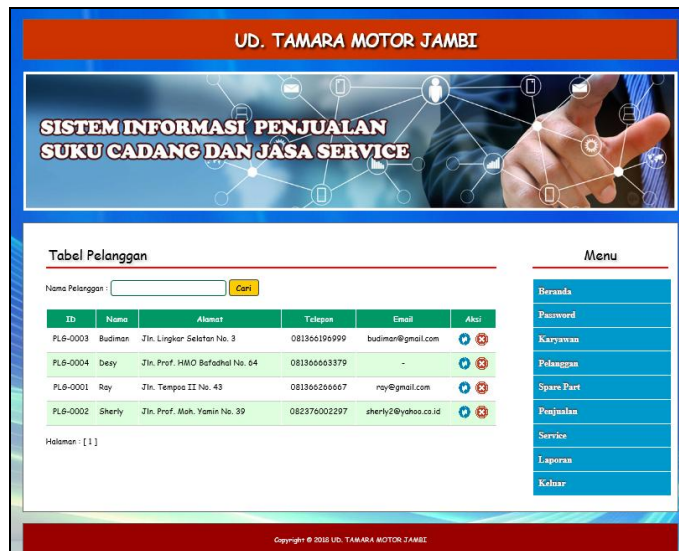 UD. TAMARA MOTOR JAMBI
SISTEM INFORMASI PENJUALAN
SUKU CADANG DAN JASA SERVICE
Tabel Pelanggan
Nama Pelanggan : Cari
ID Nama Alamat Telepon Email Aksi
PLG-0003 Budiman Jln. Lingkar Selatan No. 3 081366196999 budiman@gmail.com
PLG-0004 Desy Jln. Prof. HMO Bafadhal No. 64 081366663379 -
PLG-0001 Ray Jln. Tempoa II No. 43 081366266667 ray@gmail.com
PLG-0002 Sherly Jln. Prof. Moh. Yamin No. 39 082376002297 sherly2@yahoo.co.id
Halaman : [ 1 ]
Menu
Beranda
Password
Karyawan
Pelanggan
Spare Part
Penjualan
Service
Laporan
Keluar
Copyright © 2018 UD. TAMARA MOTOR JAMBI